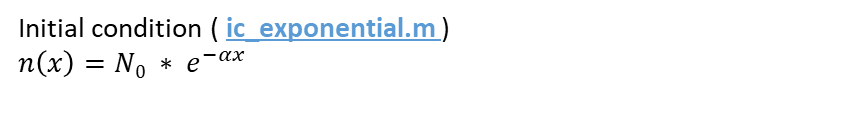 Initial condition ( ic_exponential.m)
n(x) = N₀ * e^{-αx}